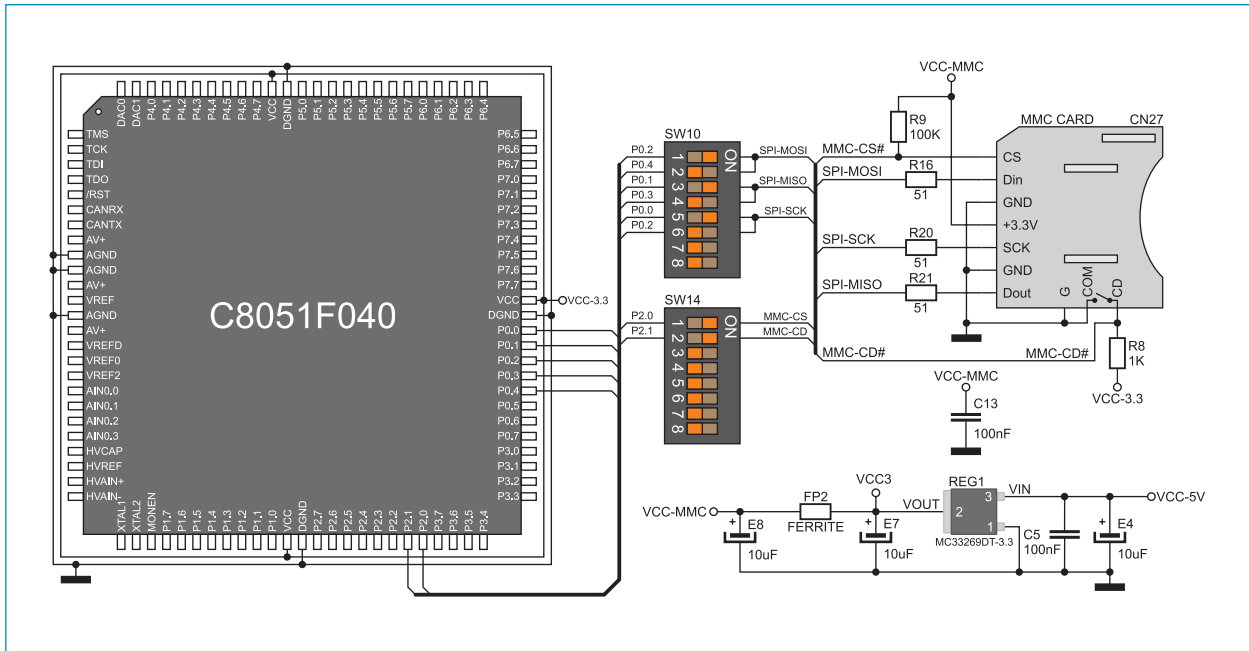 DAC0
DAC1
P4.0
P4.1
P4.2
P4.3
P4.4
P4.5
P4.6
P4.7
VCC
DGND
P5.0
P5.1
P5.2
P5.3
P5.4
P5.5
P5.6
P5.7
P6.0
P6.1
P6.2
P6.3
P6.4
TMS
TCK
TDI
TDO
/RST
CANRX
CANTX
AV+
AGND
AGND
AV+
VREF
AGND
AV+
VREFD
VREF0
VREF2
AIN0.0
AIN0.1
AIN0.2
AIN0.3
HVCAP
HVREF
HVAIN+
HVAIN-
C8051F040
P6.5
P6.6
P6.7
P7.0
P7.1
P7.2
P7.3
P7.4
P7.5
P7.6
P7.7
VCC
DGND
P0.0
P0.1
P0.2
P0.3
P0.4
P0.5
P0.6
P0.7
P3.0
P3.1
P3.2
P3.3
VCC-3.3
XTAL1
XTAL2
MONEN
P1.7
P1.6
P1.5
P1.4
P1.3
P1.2
P1.1
P1.0
VCC
DGND
P2.7
P2.6
P2.5
P2.4
P2.3
P2.2
P2.1
P2.0
P3.7
P3.6
P3.5
P3.4
SW10
P0.2
P0.4
P0.1
P0.3
P0.0
P0.2
1
2
3
4
5
6
7
8
ON
SPI-MOSI
SPI-MISO
SPI-SCK
SW14
P2.0
P2.1
1
2
3
4
5
6
7
8
ON
MMC-CS
MMC-CD
VCC-MMC
R9
100K
MMC-CS#
SPI-MOSI
R16
51
SPI-SCK
R20
51
SPI-MISO
R21
51
MMC-CD#
MMC-CD#
MMC CARD
CN27
CS
Din
GND
+3.3V
SCK
GND
Dout
G
COM
CD
R8
1K
VCC-3.3
VCC-MMC
C13
100nF
VCC-MMC
E8
+
10uF
FP2
FERRITE
VCC3
E7
+
10uF
VOUT
REG1
3
2
1
MC33269DT-3.3
VIN
C5
100nF
E4
+
10uF
VCC-5V